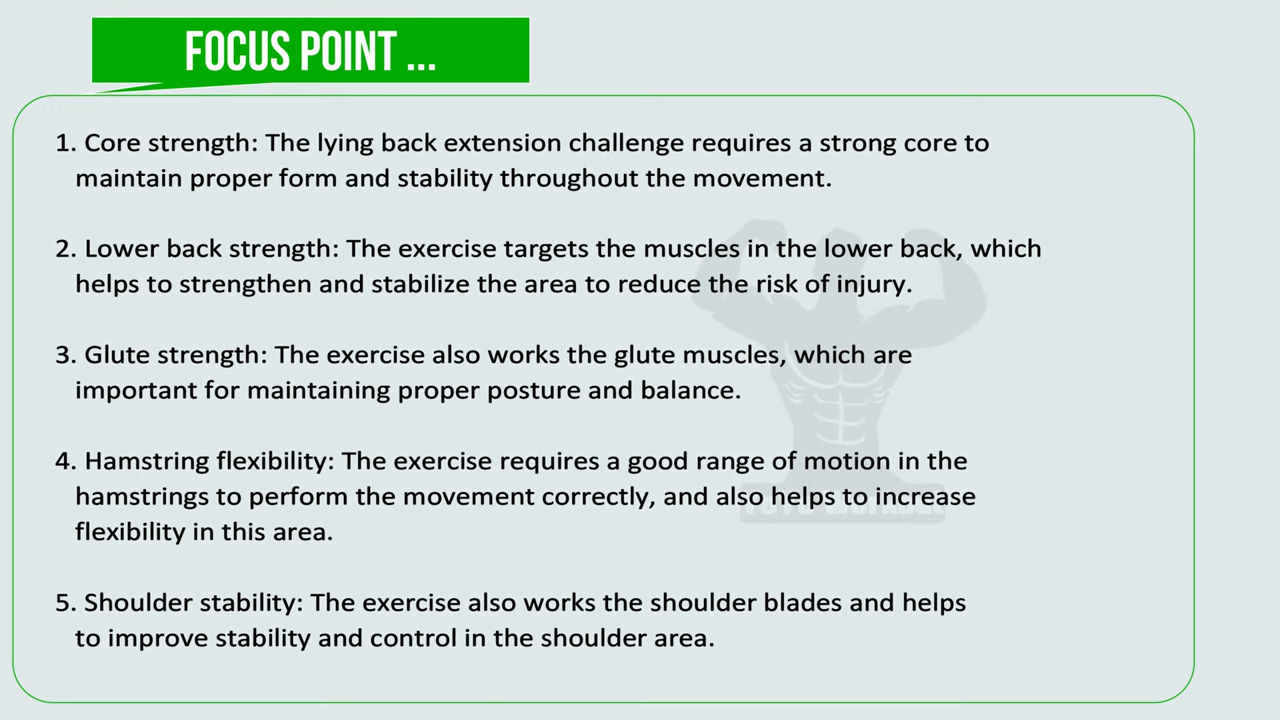 FOCUS POINT ...
1. Core strength: The lying back extension challenge requires a strong core to
maintain proper form and stability throughout the movement.
2. Lower back strength: The exercise targets the muscles in the lower back, which
helps to strengthen and stabilize the area to reduce the risk of injury.
3. Glute strength: The exercise also works the glute muscles, which are
important for maintaining proper posture and balance.
4. Hamstring flexibility: The exercise requires a good range of motion in the
hamstrings to perform the movement correctly, and also helps to increase
flexibility in this area.
5. Shoulder stability: The exercise also works the shoulder blades and helps
to improve stability and control in the shoulder area.